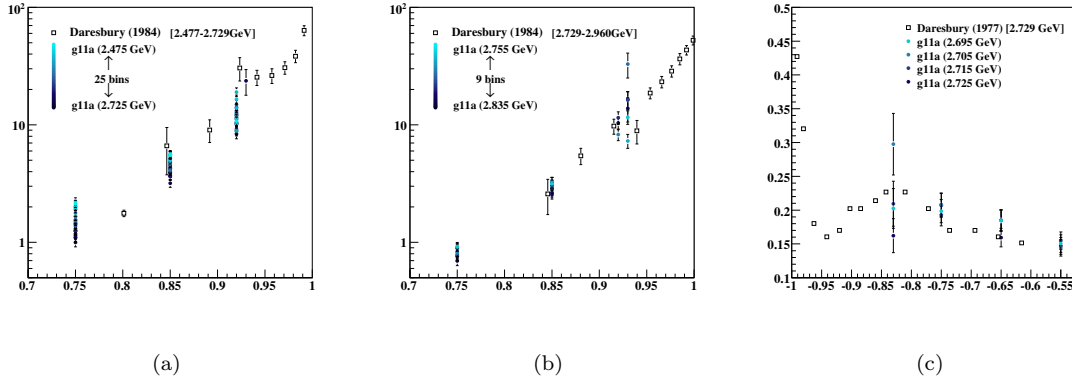 10²
10
1
0.7 0.75 0.8 0.85 0.9 0.95 1
Daresbury (1984) [2.477-2.729GeV]
g11a (2.475 GeV)
25 bins
g11a (2.725 GeV)
(a)
10²
10
1
0.7 0.75 0.8 0.85 0.9 0.95 1
Daresbury (1984) [2.729-2.960GeV]
g11a (2.755 GeV)
9 bins
g11a (2.835 GeV)
(b)
0.5
0.45
0.4
0.35
0.3
0.25
0.2
0.15
0.1
-1 -0.95 -0.9 -0.85 -0.8 -0.75 -0.7 -0.65 -0.6 -0.55
Daresbury (1977) [2.729 GeV]
g11a (2.695 GeV)
g11a (2.705 GeV)
g11a (2.715 GeV)
g11a (2.725 GeV)
(c)